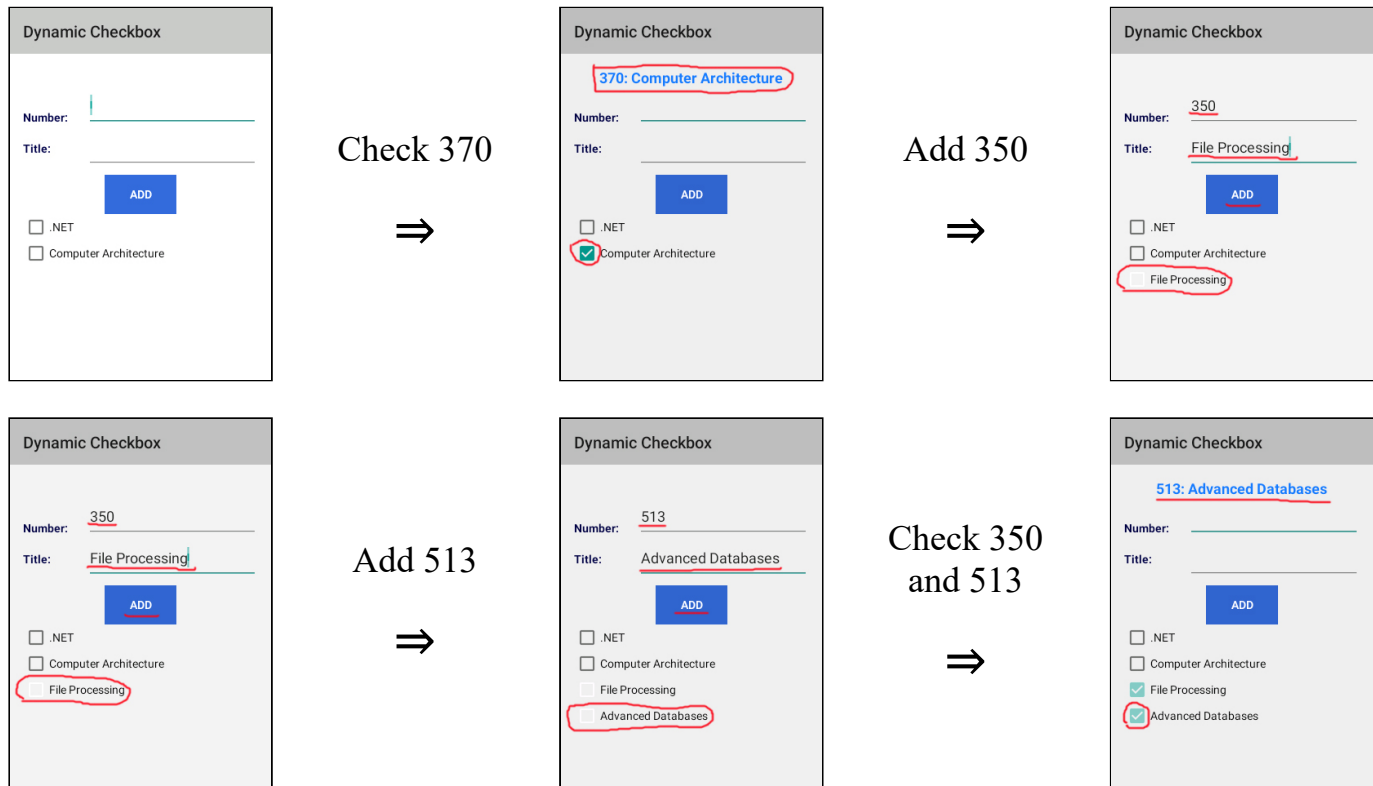 Dynamic Checkbox
Number:
Title:
ADD
.NET
Computer Architecture
Check 370
⇒
Dynamic Checkbox
370: Computer Architecture
Number:
Title:
ADD
.NET
Computer Architecture
Add 350
⇒
Dynamic Checkbox
Number: 350
Title: File Processing
ADD
.NET
Computer Architecture
File Processing
Dynamic Checkbox
Number: 350
Title: File Processing
ADD
.NET
Computer Architecture
File Processing
Add 513
⇒
Dynamic Checkbox
Number: 513
Title: Advanced Databases
ADD
.NET
Computer Architecture
File Processing
Advanced Databases
Check 350
and 513
⇒
Dynamic Checkbox
513: Advanced Databases
Number:
Title:
ADD
.NET
Computer Architecture
File Processing
Advanced Databases